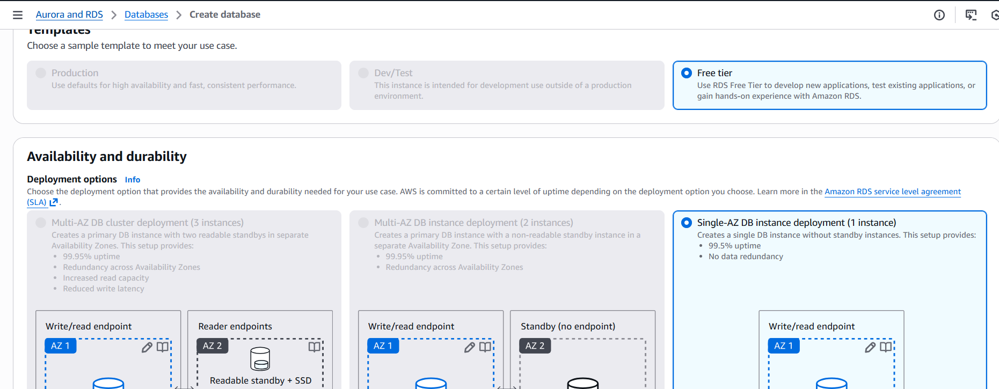 Aurora and RDS > Databases > Create database
Templates
Choose a sample template to meet your use case.
Production
Use defaults for high availability and fast, consistent performance.
Dev/Test
This instance is intended for development use outside of a production
environment.
Free tier
Use RDS Free Tier to develop new applications, test existing applications, or
gain hands-on experience with Amazon RDS.
Availability and durability
Deployment options Info
Choose the deployment option that provides the availability and durability needed for your use case. AWS is committed to a certain level of uptime depending on the deployment option you choose. Learn more in the Amazon RDS service level agreement
(SLA) .
Multi-AZ DB cluster deployment (3 instances)
Creates a primary DB instance with two readable standbys in separate
Availability Zones. This setup provides:
• 99.95% uptime
• Redundancy across Availability Zones
• Increased read capacity
• Reduced write latency
Write/read endpoint
AZ 1
Reader endpoints
AZ 2
Readable standby + SSD
Multi-AZ DB instance deployment (2 instances)
Creates a primary DB instance with a non-readable standby instance in a
separate Availability Zone. This setup provides:
• 99.95% uptime
• Redundancy across Availability Zones
Write/read endpoint
AZ 1
Standby (no endpoint)
AZ 2
Single-AZ DB instance deployment (1 instance)
Creates a single DB instance without standby instances. This setup provides:
• 99.5% uptime
• No data redundancy
Write/read endpoint
AZ 1